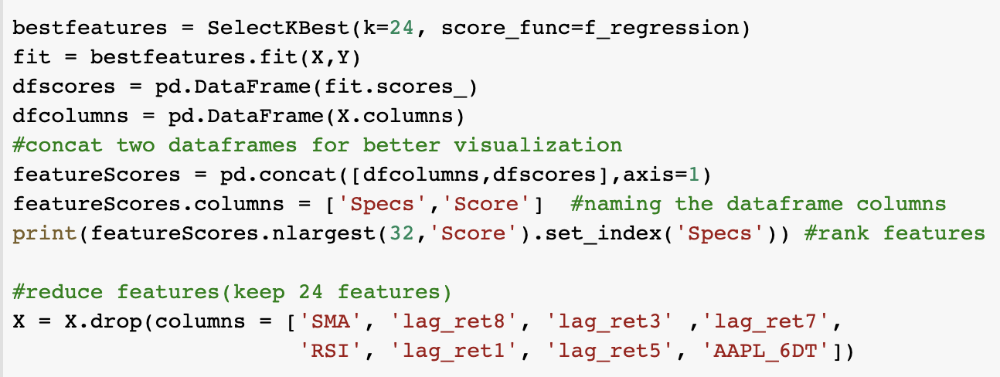 bestfeatures = SelectKBest(k=24, score_func=f_regression)
fit = bestfeatures.fit(X,Y)
dfscores = pd.DataFrame(fit.scores_)
dfcolumns = pd.DataFrame(X.columns)
#concat two dataframes for better visualization
featureScores = pd.concat([dfcolumns,dfscores],axis=1)
featureScores.columns = ['Specs','Score']  #naming the dataframe columns
print(featureScores.nlargest(32,'Score').set_index('Specs')) #rank features
#reduce features(keep 24 features)
X = X.drop(columns = ['SMA', 'lag_ret8', 'lag_ret3' ,'lag_ret7',
'RSI', 'lag_ret1', 'lag_ret5', 'AAPL_6DT'])